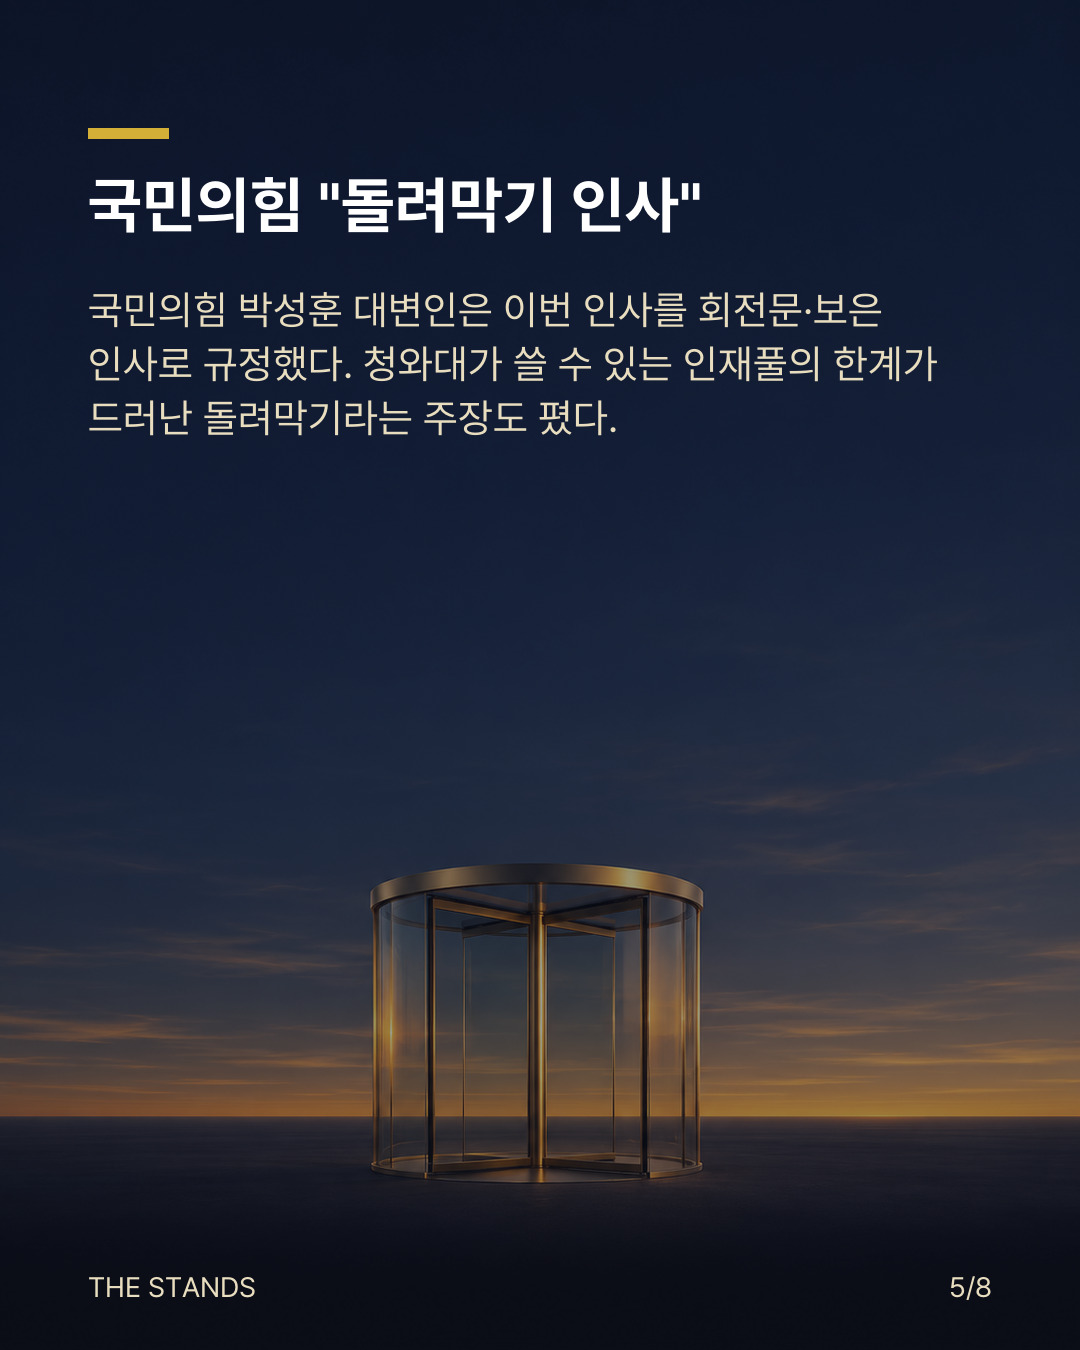 국민의힘 "돌려막기 인사"
국민의힘 박성훈 대변인은 이번 인사를 회전문·보은
인사로 규정했다. 청와대가 쓸 수 있는 인재풀의 한계가
드러난 돌려막기라는 주장도 폈다.
THE STANDS
5/8